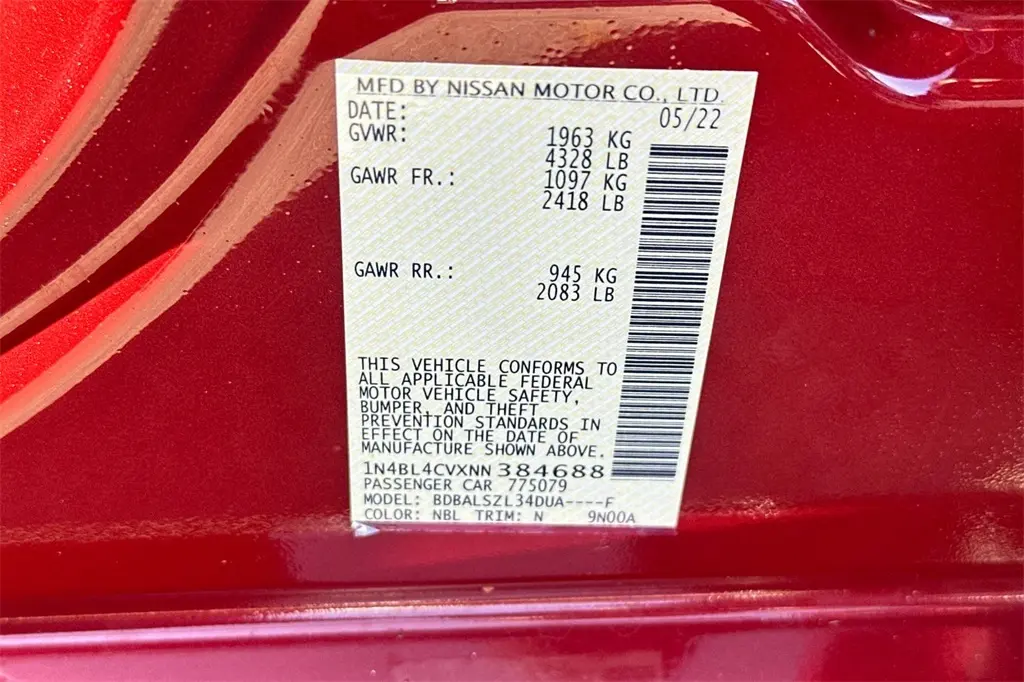 MFD BY NISSAN MOTOR CO., LTD.
DATE: 05/22
GVWR: 1963 KG
4328 LB
GAWR FR.: 1097 KG
2418 LB
GAWR RR.: 945 KG
2083 LB
THIS VEHICLE CONFORMS TO
ALL APPLICABLE FEDERAL
MOTOR VEHICLE SAFETY,
BUMPER, AND THEFT
PREVENTION STANDARDS IN
EFFECT ON THE DATE OF
MANUFACTURE SHOWN ABOVE.
1N4BL4CVXNN384688
PASSENGER CAR 775079
MODEL: BDBALSZL34DUA----F
COLOR: NBL TRIM: N 9N00A